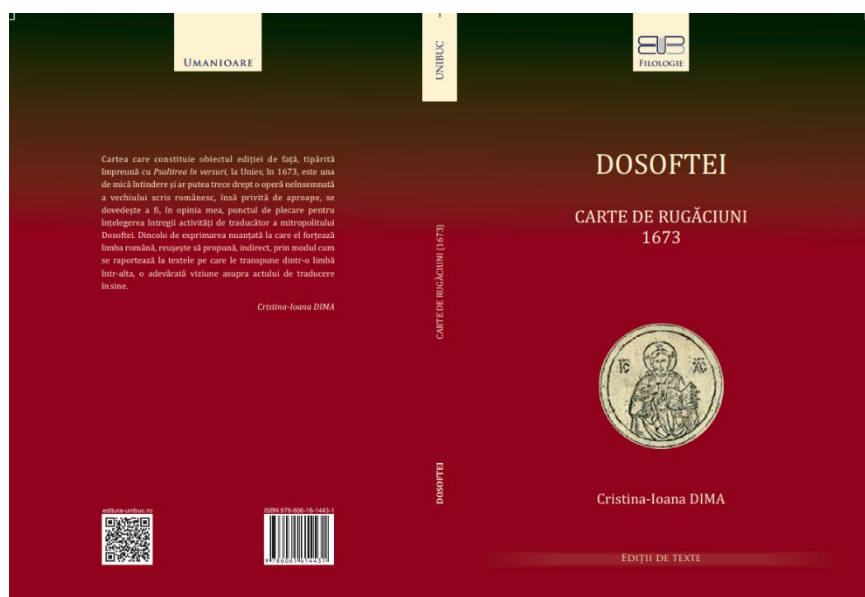 UMANIOARE
Cartea care constituie obiectul ediției de față, tipărită
împreună cu Psaltirea în versuri, la Uniev, în 1673, este una
de mică întindere și ar putea trece drept o operă neînsemnată
a vechiului scris românesc, însă privită de aproape, se
dovedește a fi, în opinia mea, punctul de plecare pentru
înțelegerea întregii activități de traducător a mitropolitului
Dosoftei. Dincolo de exprimarea nuanțată la care el forțează
limba română, reușește să propună, indirect, prin modul cum
se raportează la textele pe care le transpune dintr-o limbă
într-alta, o adevărată viziune asupra actului de traducere
în sine.
Cristina-Ioana DIMA
editura-unibuc.ro
ISBN 978-606-16-1443-1
9 786061 614431
UNIBUC
CARTE DE RUGĂCIUNI (1673)
DOSOFTEI
FILOLOGIE
DOSOFTEI
CARTE DE RUGĂCIUNI
1673
IC XC
Cristina-Ioana DIMA
EDIȚII DE TEXTE